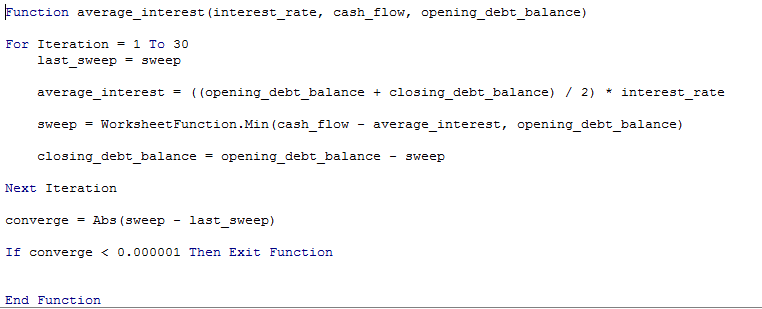 Function average_interest(interest_rate, cash_flow, opening_debt_balance)
For Iteration = 1 To 30
last_sweep = sweep
average_interest = ((opening_debt_balance + closing_debt_balance) / 2) * interest_rate
sweep = WorksheetFunction.Min(cash_flow - average_interest, opening_debt_balance)
closing_debt_balance = opening_debt_balance - sweep
Next Iteration
converge = Abs(sweep - last_sweep)
If converge < 0.000001 Then Exit Function
End Function